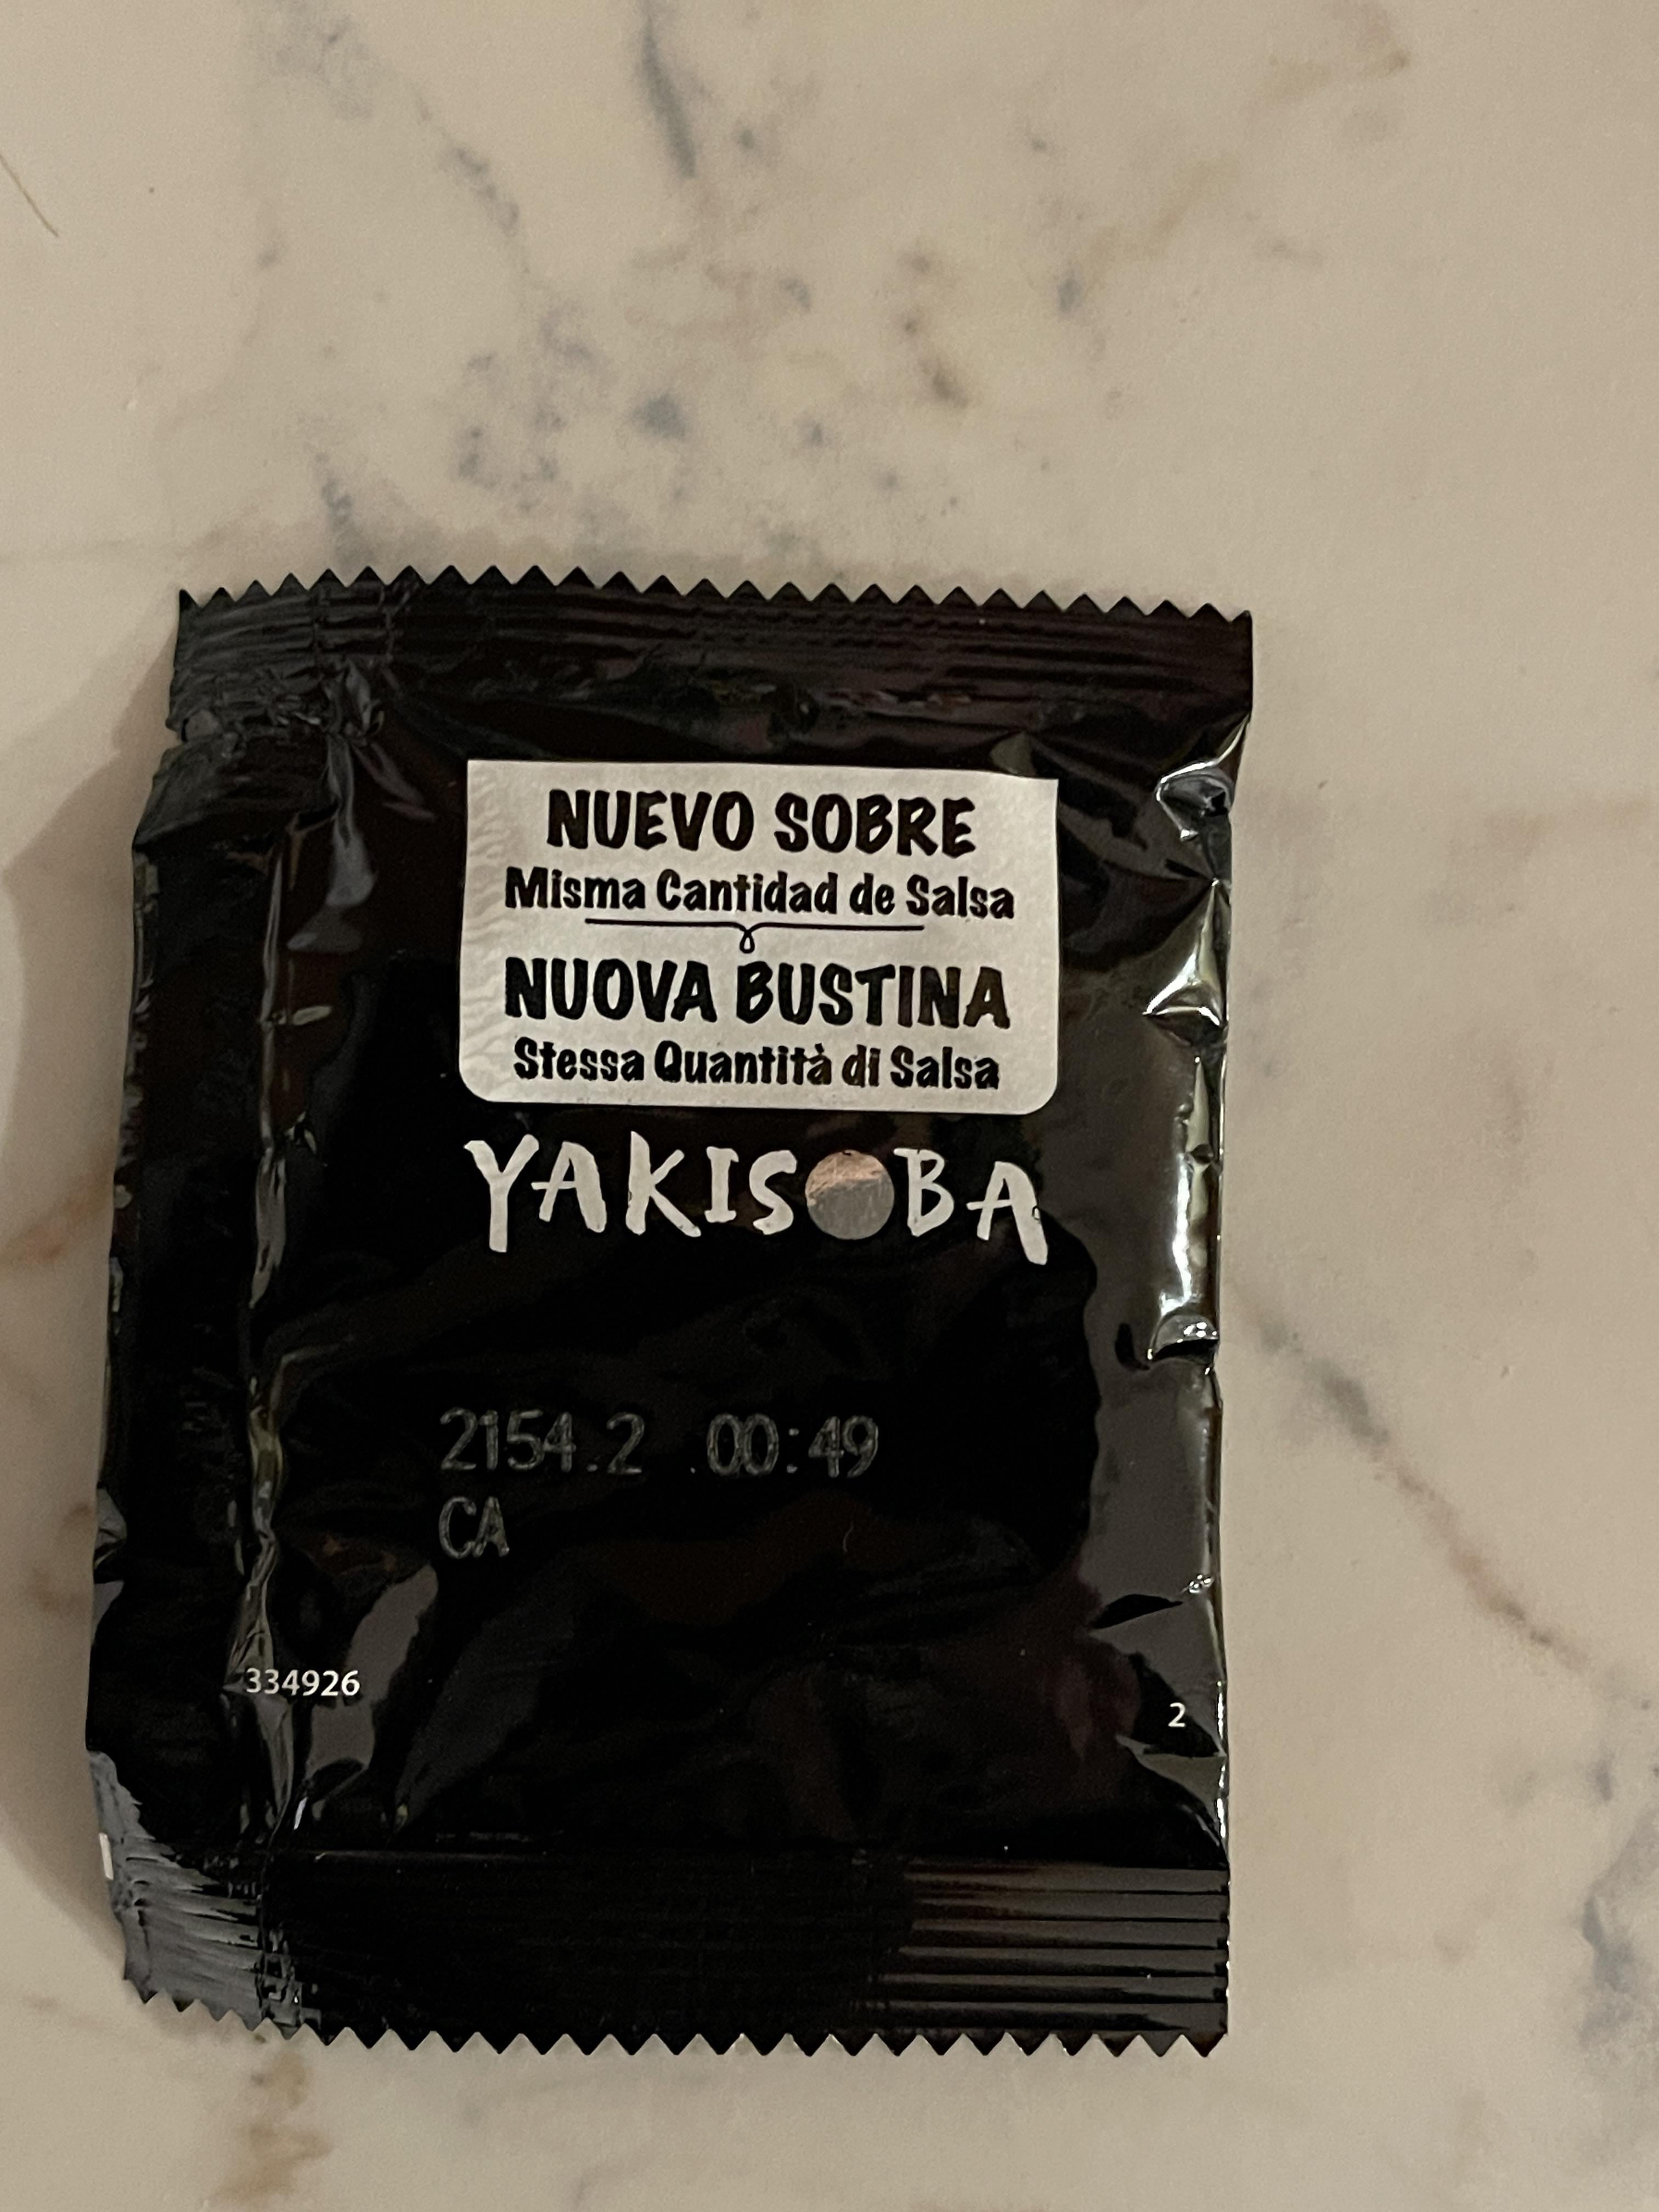 NUEVO SOBRE
Misma Cantidad de Salsa
NUOVA BUSTINA
Stessa Quantità di Salsa
YAKISOBA
2154.2 00:49
CA
334926
2